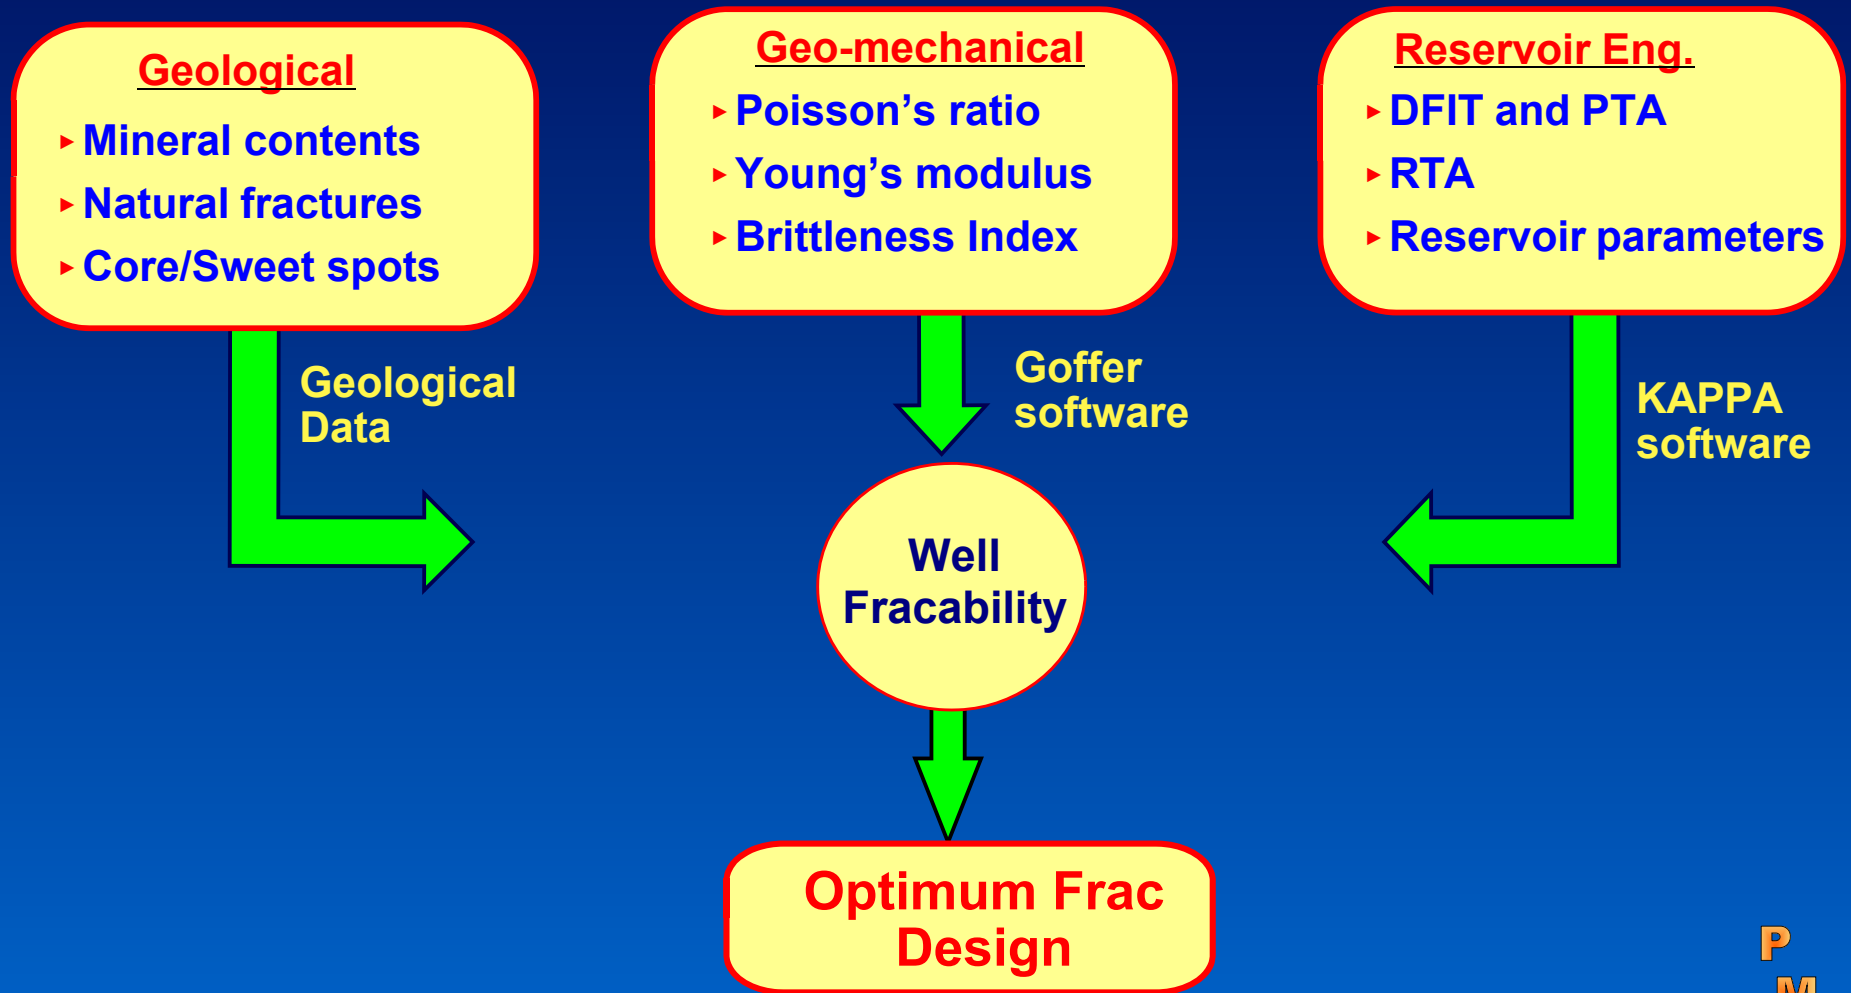 Geological
Mineral contents
Natural fractures
Core/Sweet spots
Geo-mechanical
Poisson's ratio
Young's modulus
Brittleness Index
Reservoir Eng.
DFIT and PTA
RTA
Reservoir parameters
Geological
Data
Goffer
software
KAPPA
software
Well
Fracability
Optimum Frac
Design
P
M